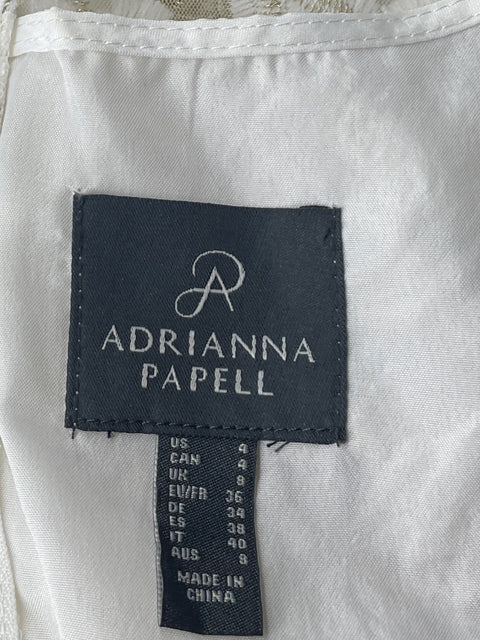 ADRIANNA
PAPELL
US 4
CAN 4
UK 8
EU/FR 36
DE 34
ES 38
IT 40
AUS 8
MADE IN
CHINA